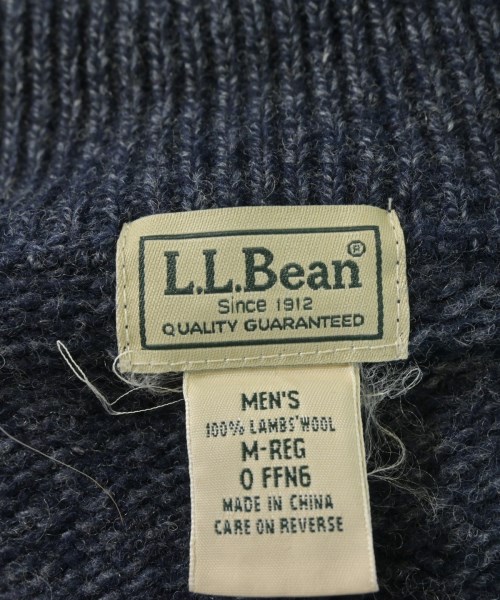 L.L.Bean®
Since 1912
QUALITY GUARANTEED
MEN'S
100% LAMBS' WOOL
M-REG
0 FFN6
MADE IN CHINA
CARE ON REVERSE